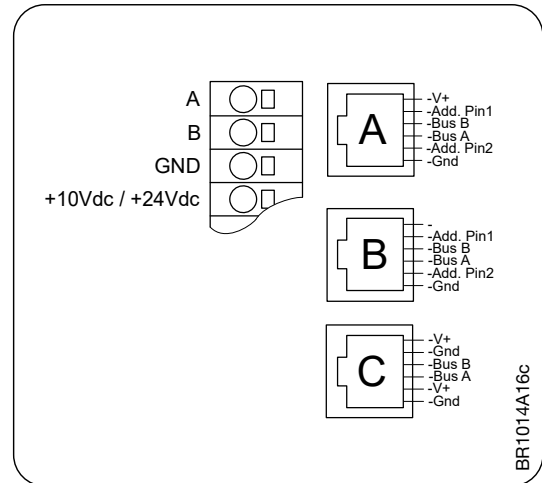 A
B
GND
+10Vdc / +24Vdc
A
-V+
-Add. Pin1
-Bus B
-Bus A
-Add. Pin2
-Gnd
B
-
-Add. Pin1
-Bus B
-Bus A
-Add. Pin2
-Gnd
C
-V+
-Gnd
-Bus B
-Bus A
-V+
-Gnd
BR1014A16c